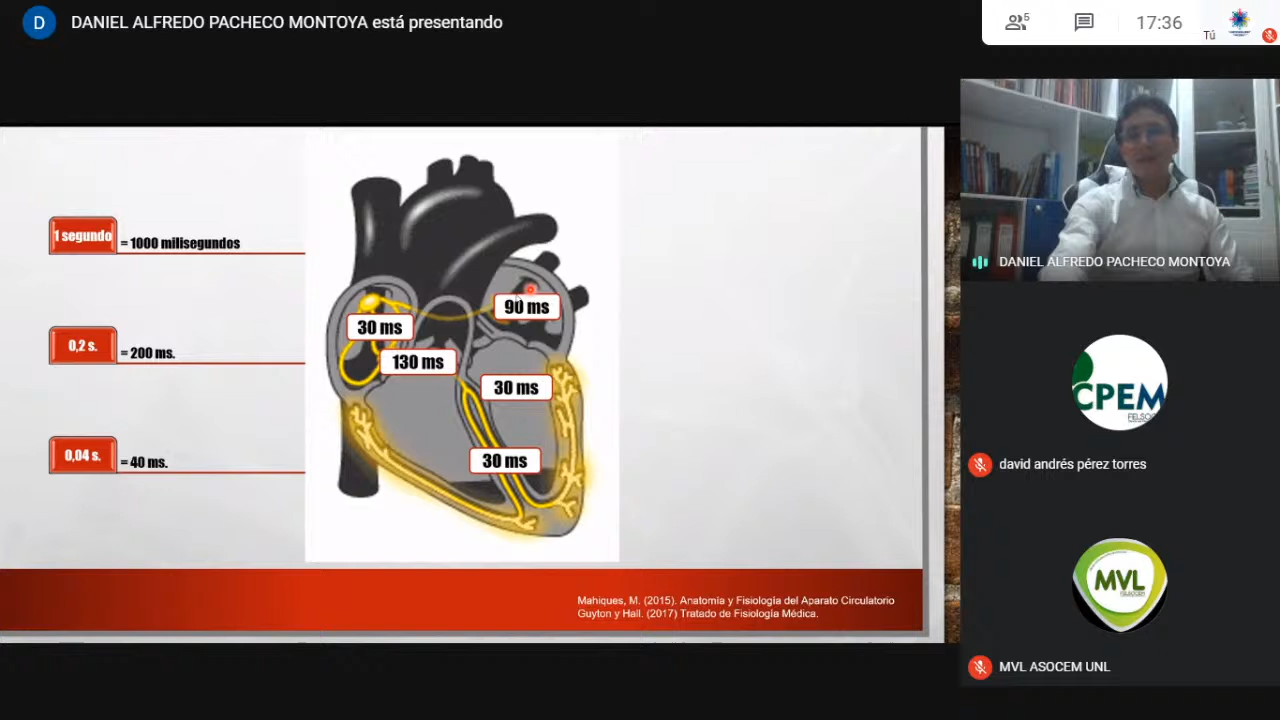 D
DANIEL ALFREDO PACHECO MONTOYA está presentando
5
17:36
Tú
1 segundo
= 1000 milisegundos
0,2 s.
= 200 ms.
0,04 s.
= 40 ms.
90 ms
30 ms
130 ms
30 ms
30 ms
Mahiques, M. (2015). Anatomía y Fisiología del Aparato Circulatorio
Guyton y Hall. (2017) Tratado de Fisiología Médica.
DANIEL ALFREDO PACHECO MONTOYA
CPEM
FELSOCEM
david andrés pérez torres
MVL
FELSOCEM
MVL ASOCEM UNL